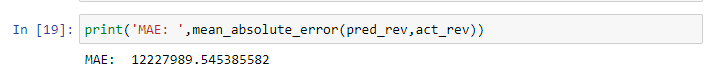 In [19]: print('MAE: ',mean_absolute_error(pred_rev,act_rev))
MAE:  12227989.545385582